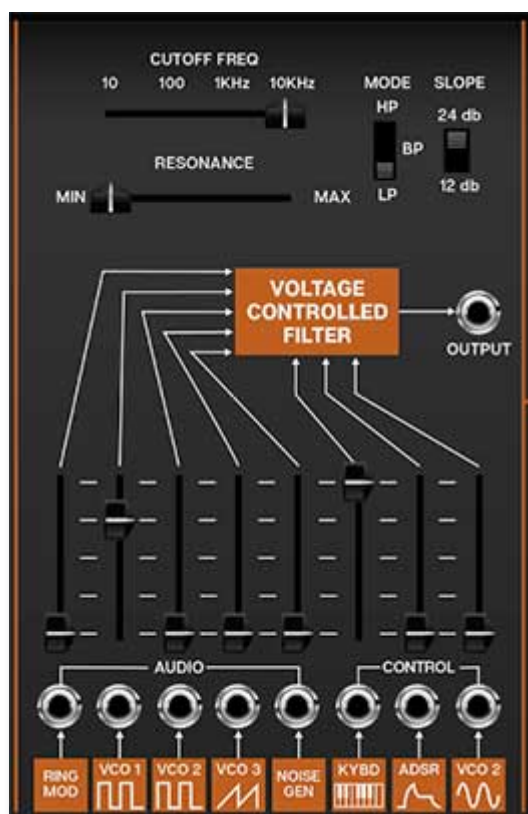 CUTOFF FREQ
10 100 1KHz 10KHz
MODE
HP
BP
LP
SLOPE
24 db
12 db
RESONANCE
MIN MAX
VOLTAGE
CONTROLLED
FILTER
OUTPUT
AUDIO
CONTROL
RING
MOD
VCO 1
VCO 2
VCO 3
NOISE
GEN
KYBD
ADSR
VCO 2